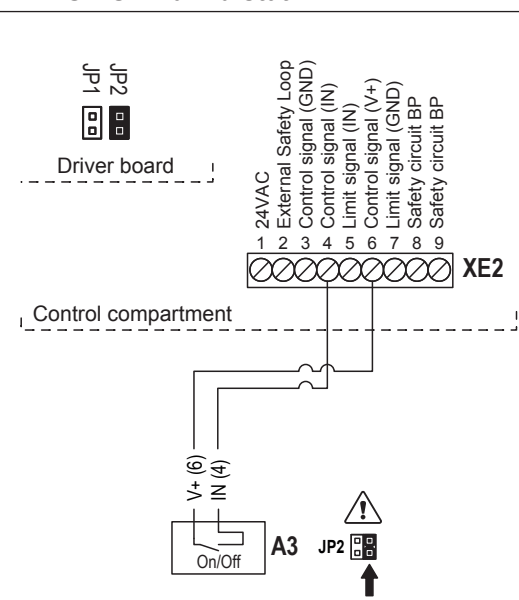 JP1
JP2
Driver board
24VAC
External Safety Loop
Control signal (GND)
Control signal (IN)
Limit signal (IN)
Control signal (V+)
Limit signal (GND)
Safety circuit BP
Safety circuit BP
1 2 3 4 5 6 7 8 9
XE2
Control compartment
V+ (6)
IN (4)
On/Off
A3
JP2